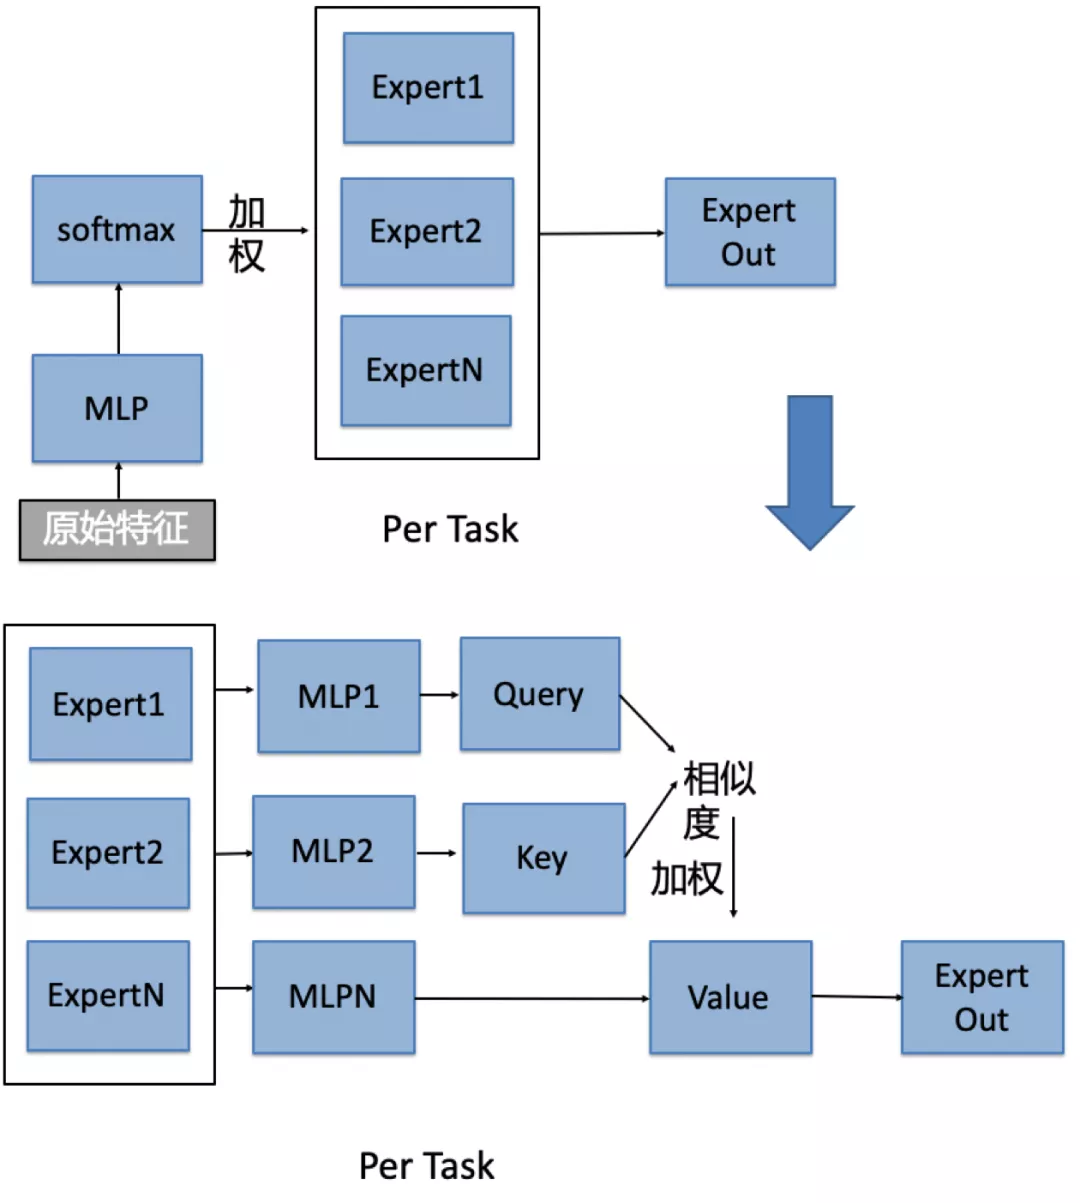 Expert1
softmax
加
权
Expert2
Expert
Out
ExpertN
MLP
原始特征
Per Task
Expert1
MLP1
Query
相似
度
Expert2
MLP2
Key
加权
ExpertN
MLPN
Value
Expert
Out
Per Task